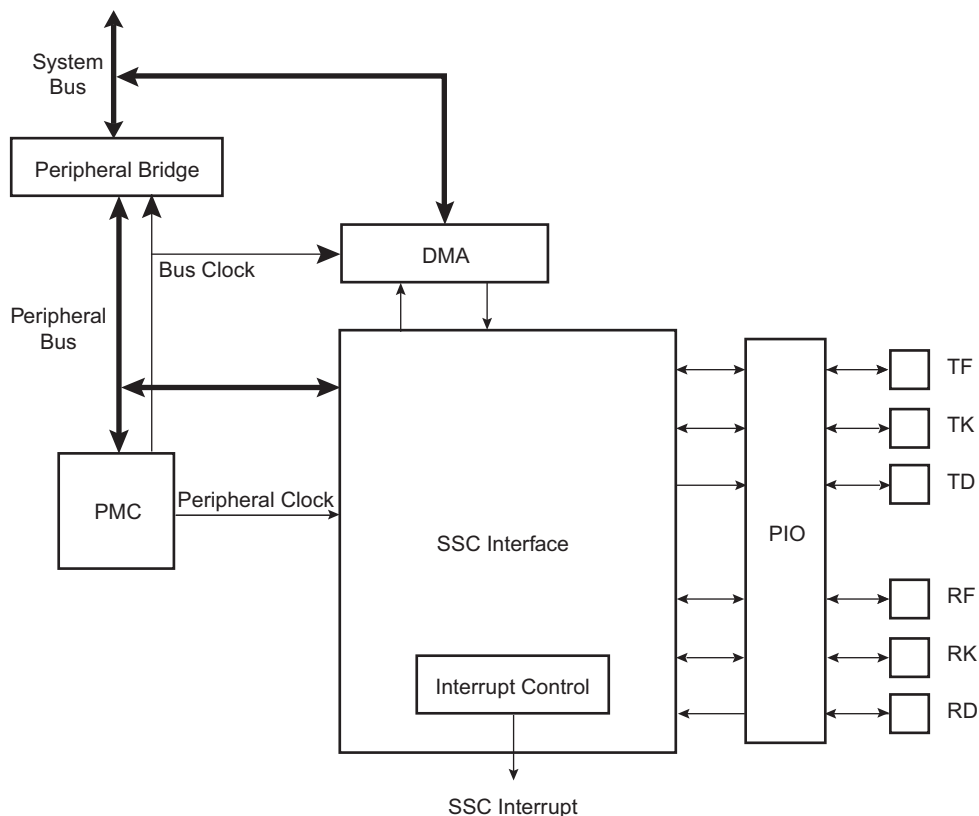 System
Bus
Peripheral Bridge
DMA
Bus Clock
Peripheral
Bus
TF
TK
TD
PMC
Peripheral Clock
PIO
SSC Interface
RF
RK
Interrupt Control
RD
SSC Interrupt